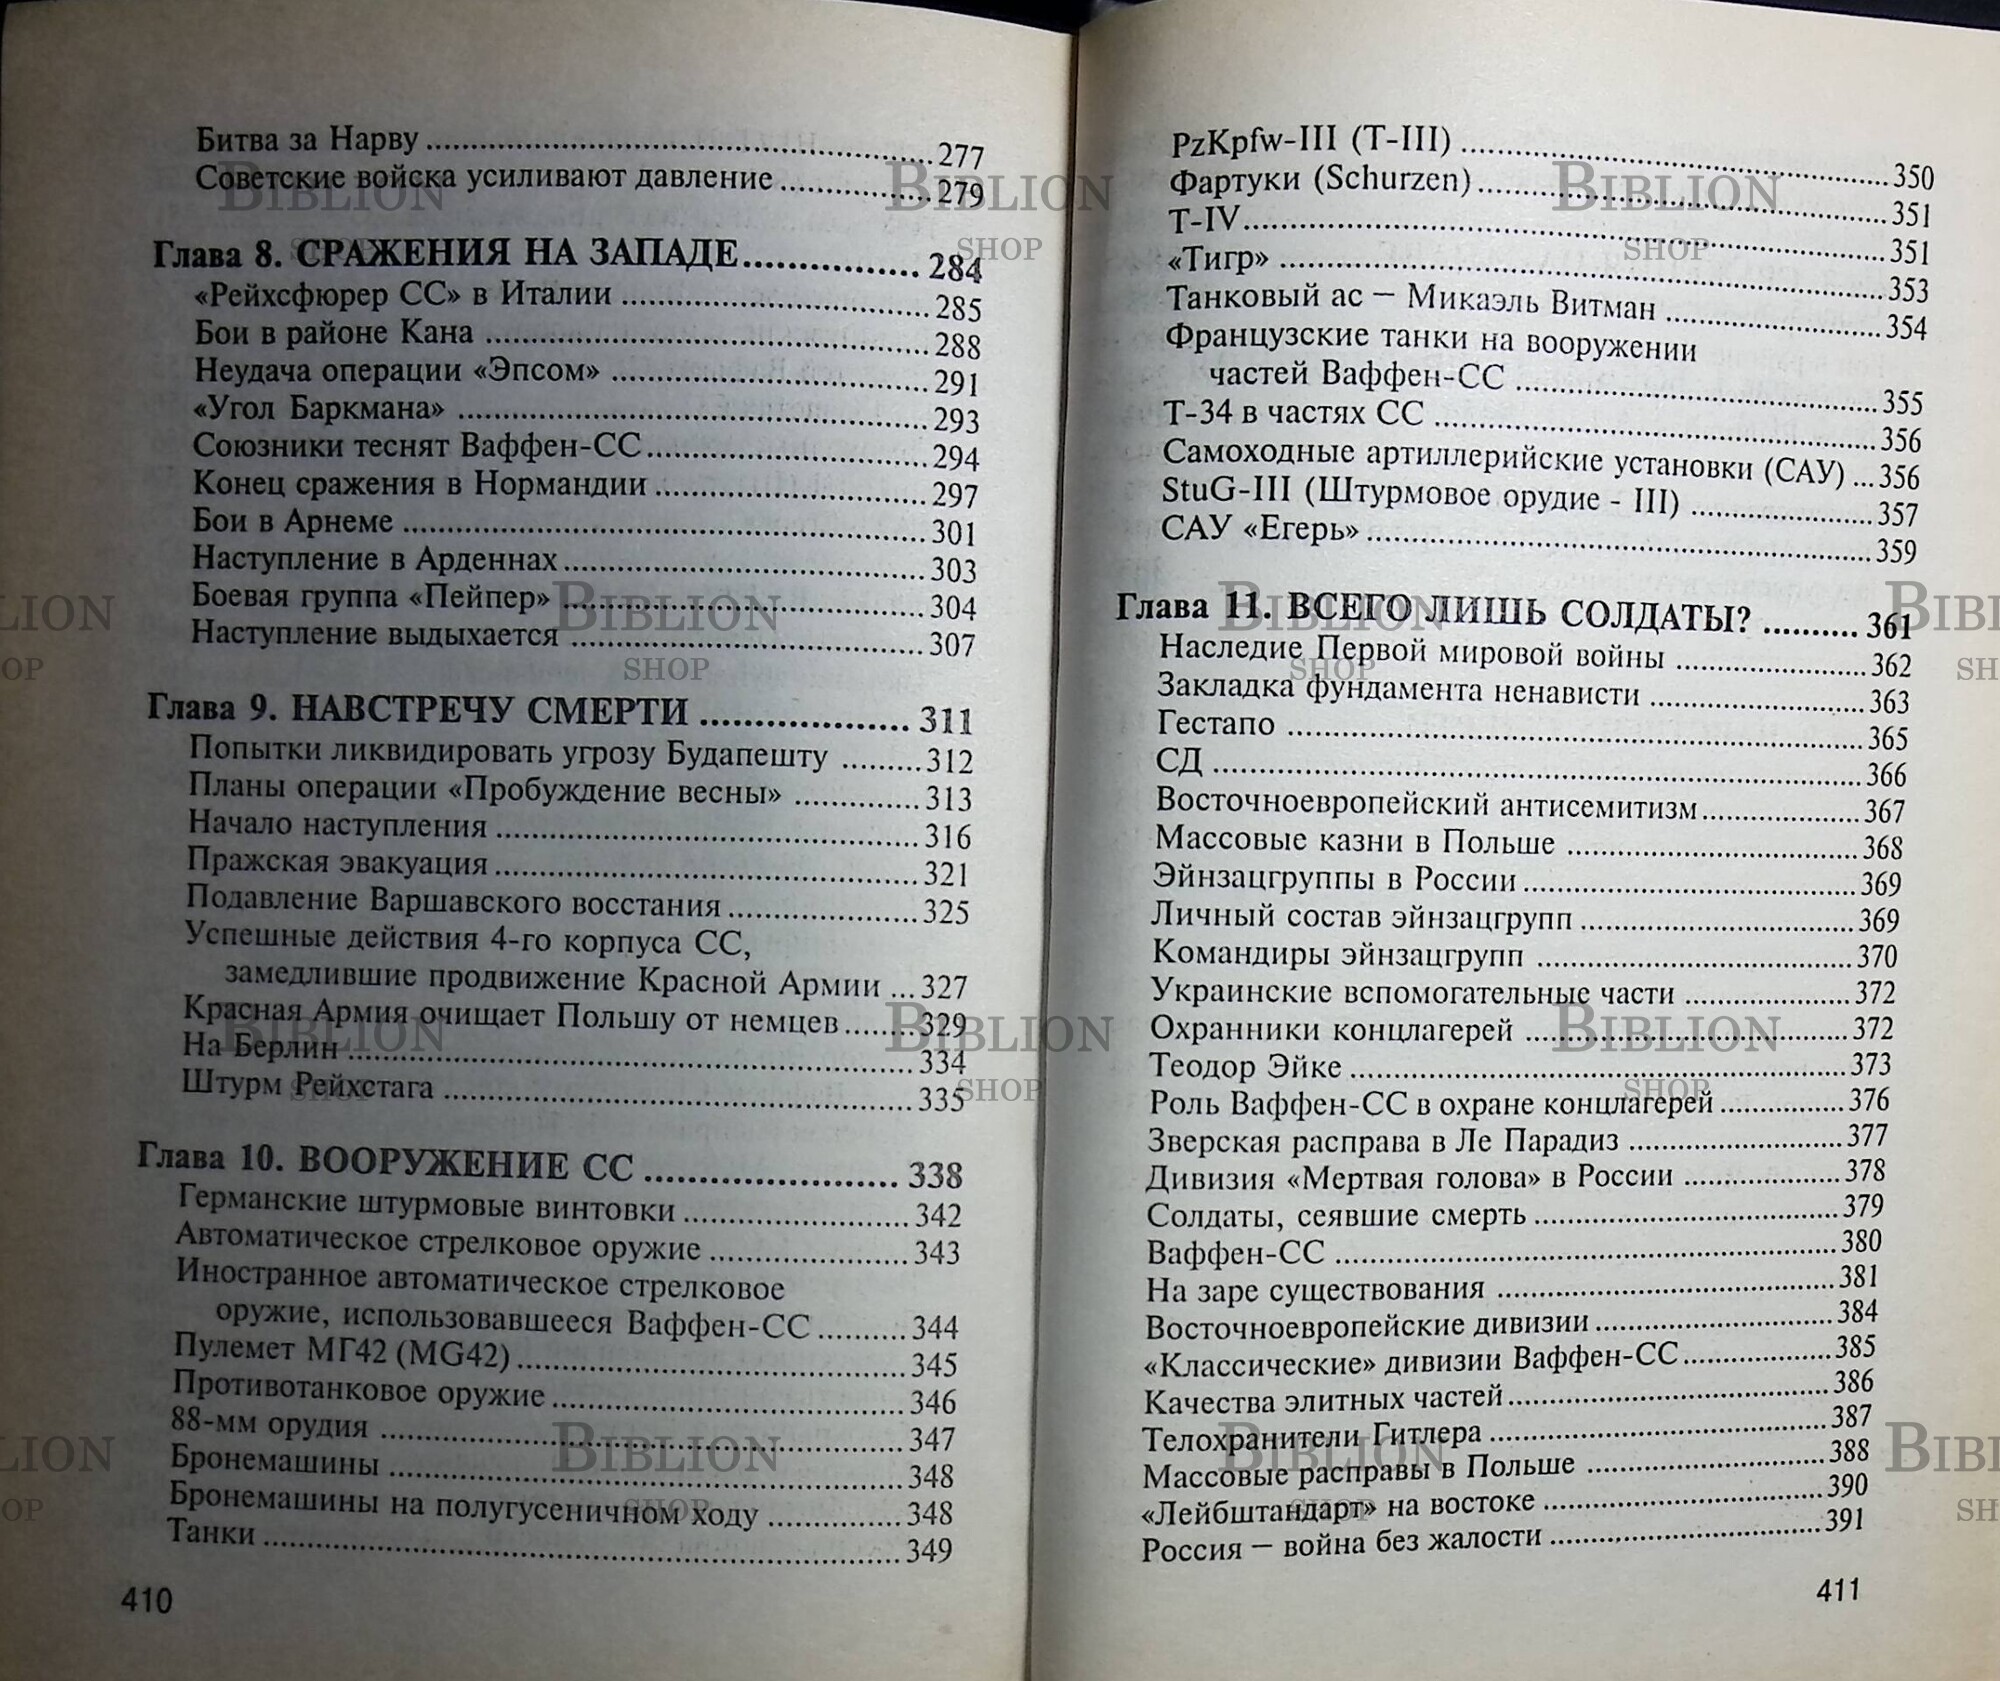 Битва за Нарву ........ 277
Советские войска усиливают давление ........ 279
Глава 8. СРАЖЕНИЯ НА ЗАПАДЕ ........ 284
«Рейхсфюрер СС» в Италии ........ 285
Бои в районе Кана ........ 288
Неудача операции «Эпсом» ........ 291
«Угол Баркмана» ........ 293
Союзники теснят Ваффен-СС ........ 294
Конец сражения в Нормандии ........ 297
Бои в Арнеме ........ 301
Наступление в Арденнах ........ 303
Боевая группа «Пейпер» ........ 304
Наступление выдыхается ........ 307
Глава 9. НАВСТРЕЧУ СМЕРТИ ........ 311
Попытки ликвидировать угрозу Будапешту ........ 312
Планы операции «Пробуждение весны» ........ 313
Начало наступления ........ 316
Пражская эвакуация ........ 321
Подавление Варшавского восстания ........ 325
Успешные действия 4-го корпуса СС,
замедлившие продвижение Красной Армии ... 327
Красная Армия очищает Польшу от немцев ........ 329
На Берлин ........ 334
Штурм Рейхстага ........ 335
Глава 10. ВООРУЖЕНИЕ СС ........ 338
Германские штурмовые винтовки ........ 342
Автоматическое стрелковое оружие ........ 343
Иностранное автоматическое стрелковое
оружие, использовавшееся Ваффен-СС ........ 344
Пулемет МГ42 (MG42) ........ 345
Противотанковое оружие ........ 346
88-мм орудия ........ 347
Бронемашины ........ 348
Бронемашины на полугусеничном ходу ........ 348
Танки ........ 349
410
PzKpfw-III (Т-III) ........ 350
Фартуки (Schurzen) ........ 351
Т-IV ........ 351
«Тигр» ........ 353
Танковый ас — Микаэль Витман ........ 354
Французские танки на вооружении
частей Ваффен-СС ........ 355
Т-34 в частях СС ........ 356
Самоходные артиллерийские установки (САУ) ... 356
StuG-III (Штурмовое орудие - III) ........ 357
САУ «Егерь» ........ 359
Глава 11. ВСЕГО ЛИШЬ СОЛДАТЫ? ........ 361
Наследие Первой мировой войны ........ 362
Закладка фундамента ненависти ........ 363
Гестапо ........ 365
СД ........ 366
Восточноевропейский антисемитизм ........ 367
Массовые казни в Польше ........ 368
Эйнзацгруппы в России ........ 369
Личный состав эйнзацгрупп ........ 369
Командиры эйнзацгрупп ........ 370
Украинские вспомогательные части ........ 372
Охранники концлагерей ........ 372
Теодор Эйке ........ 373
Роль Ваффен-СС в охране концлагерей ........ 376
Зверская расправа в Ле Парадиз ........ 377
Дивизия «Мертвая голова» в России ........ 378
Солдаты, сеявшие смерть ........ 379
Ваффен-СС ........ 380
На заре существования ........ 381
Восточноевропейские дивизии ........ 384
«Классические» дивизии Ваффен-СС ........ 385
Качества элитных частей ........ 386
Телохранители Гитлера ........ 387
Массовые расправы в Польше ........ 388
«Лейбштандарт» на востоке ........ 390
Россия — война без жалости ........ 391
411
BIBLION
SHOP